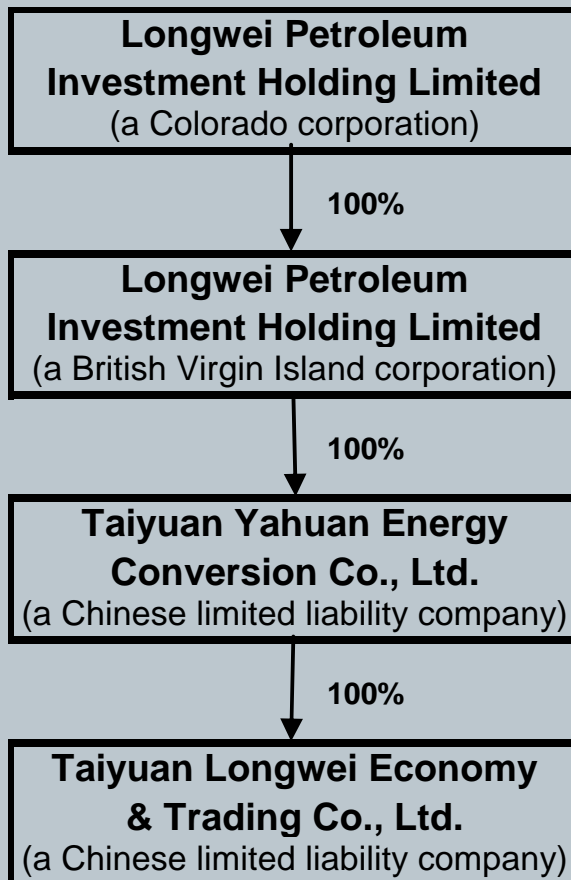 Longwei Petroleum
Investment Holding Limited
(a Colorado corporation)
100%
Longwei Petroleum
Investment Holding Limited
(a British Virgin Island corporation)
100%
Taiyuan Yahuan Energy
Conversion Co., Ltd.
(a Chinese limited liability company)
100%
Taiyuan Longwei Economy
& Trading Co., Ltd.
(a Chinese limited liability company)